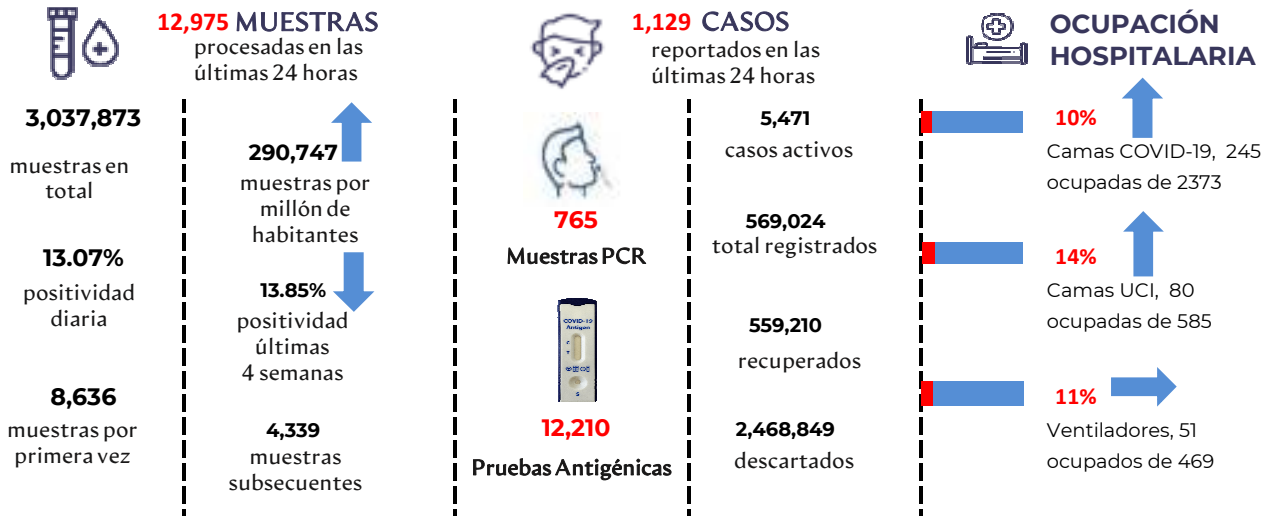 12,975 MUESTRAS
procesadas en las
últimas 24 horas
3,037,873
muestras en
total
13.07%
positividad
diaria
8,636
muestras por
primera vez
290,747
muestras por
millón de
habitantes
13.85%
positividad
últimas
4 semanas
4,339
muestras
subsecuentes
1,129 CASOS
reportados en las
últimas 24 horas
765
Muestras PCR
COVID-19
Antigen
C
T
S
12,210
Pruebas Antigénicas
5,471
casos activos
569,024
total registrados
559,210
recuperados
2,468,849
descartados
OCUPACIÓN
HOSPITALARIA
10%
Camas COVID-19, 245
ocupadas de 2373
14%
Camas UCI, 80
ocupadas de 585
11%
Ventiladores, 51
ocupados de 469